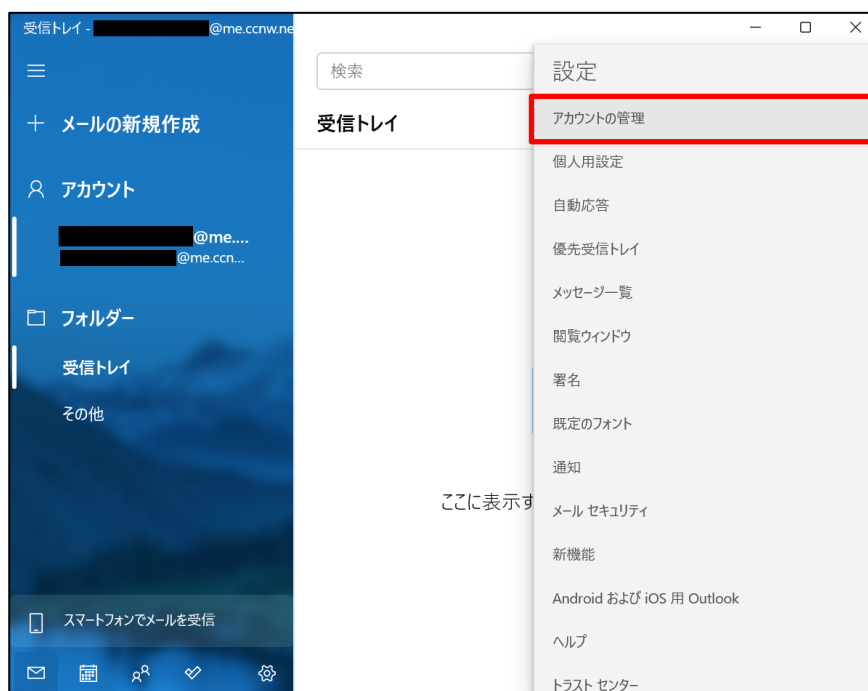 受信トレイ - @me.ccnw.ne
メールの新規作成
アカウント
@me....
@me.ccn...
フォルダー
受信トレイ
その他
スマートフォンでメールを受信
検索
受信トレイ
ここに表示す
設定
アカウントの管理
個人用設定
自動応答
優先受信トレイ
メッセージ一覧
閲覧ウィンドウ
署名
既定のフォント
通知
メール セキュリティ
新機能
Android および iOS 用 Outlook
ヘルプ
トラスト センター